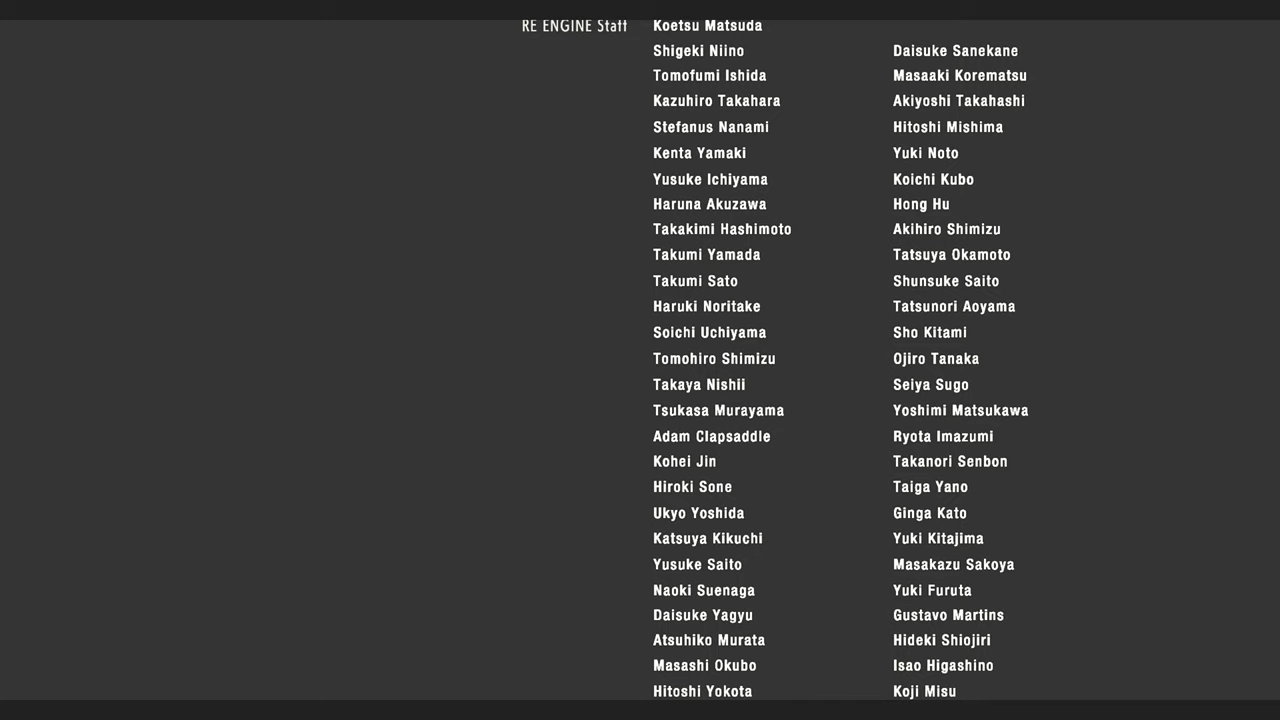 RE ENGINE Staff Koetsu Matsuda
Shigeki Niino Daisuke Sanekane
Tomofumi Ishida Masaaki Korematsu
Kazuhiro Takahara Akiyoshi Takahashi
Stefanus Nanami Hitoshi Mishima
Kenta Yamaki Yuki Noto
Yusuke Ichiyama Koichi Kubo
Haruna Akuzawa Hong Hu
Takakimi Hashimoto Akihiro Shimizu
Takumi Yamada Tatsuya Okamoto
Takumi Sato Shunsuke Saito
Haruki Noritake Tatsunori Aoyama
Soichi Uchiyama Sho Kitami
Tomohiro Shimizu Ojiro Tanaka
Takaya Nishii Seiya Sugo
Tsukasa Murayama Yoshimi Matsukawa
Adam Clapsaddle Ryota Imazumi
Kohei Jin Takanori Senbon
Hiroki Sone Taiga Yano
Ukyo Yoshida Ginga Kato
Katsuya Kikuchi Yuki Kitajima
Yusuke Saito Masakazu Sakoya
Naoki Suenaga Yuki Furuta
Daisuke Yagyu Gustavo Martins
Atsuhiko Murata Hideki Shiojiri
Masashi Okubo Isao Higashino
Hitoshi Yokota Koji Misu